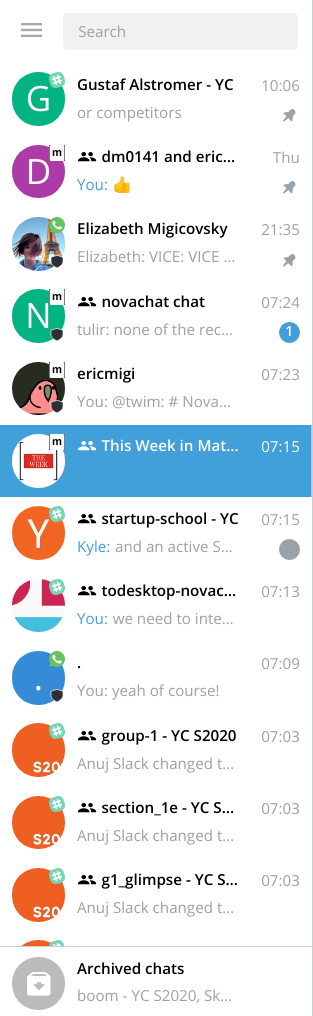 Search
G
Gustaf Alstromer - YC
10:06
or competitors
D
m
dm0141 and eric...
Thu
You: 👍
Elizabeth Migicovsky
21:35
Elizabeth: VICE: VICE ...
N
m
novachat chat
07:24
tulir: none of the rec...
1
m
ericmigi
07:23
You: @twim: # Nova...
THE
WEEK
m
This Week in Mat...
07:15
Y
startup-school - YC
07:15
Kyle: and an active S...
todesktop-novac...
07:13
You: we need to inte...
.
.
07:09
You: yeah of course!
S20
group-1 - YC S2020
07:03
Anuj Slack changed t...
S20
section_1e - YC S...
07:03
Anuj Slack changed t...
S20
g1_glimpse - YC S...
07:03
Anuj Slack changed t...
Archived chats
boom - YC S2020, Sk...